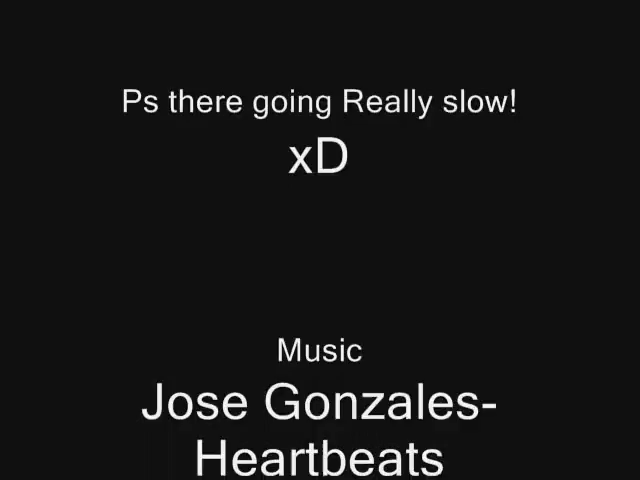 Ps there going Really slow!
xD
Music
Jose Gonzales-
Heartbeats